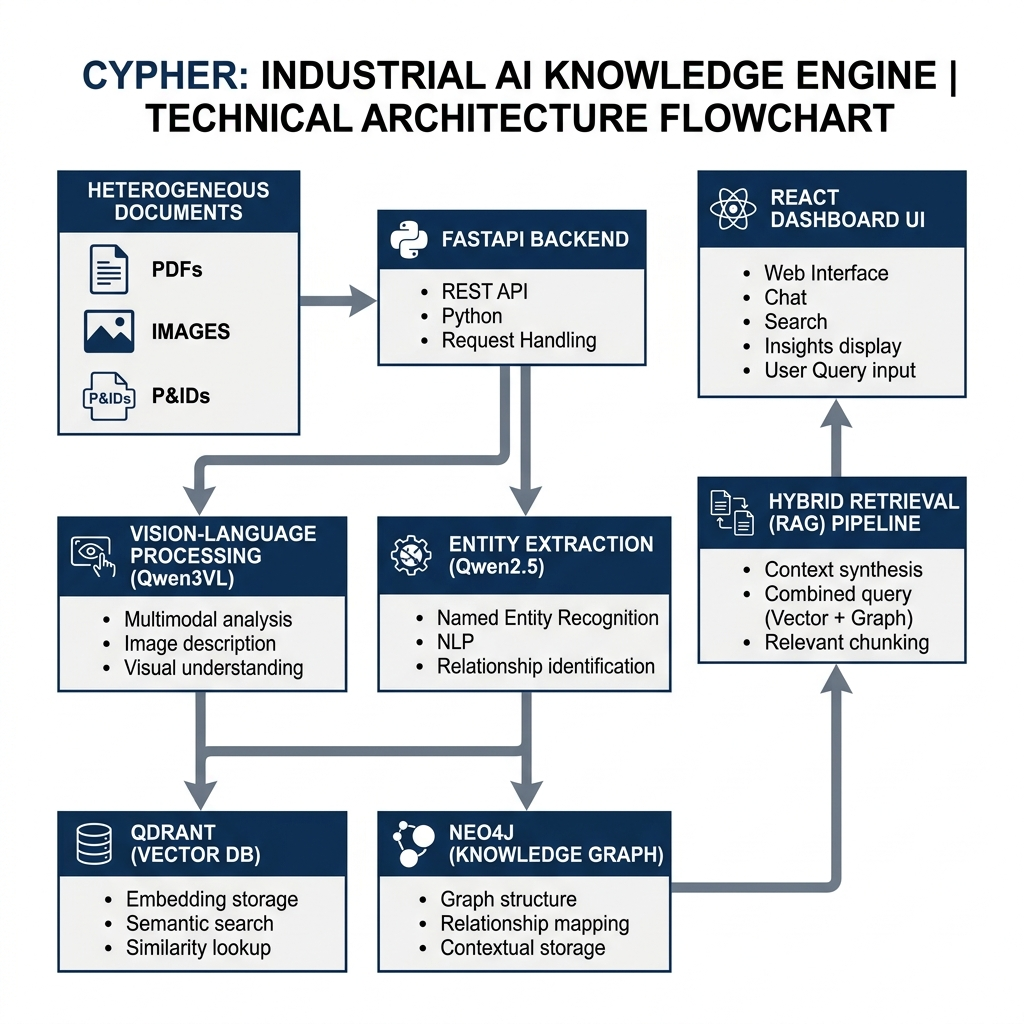 CYPHER: INDUSTRIAL AI KNOWLEDGE ENGINE |
TECHNICAL ARCHITECTURE FLOWCHART
HETEROGENEOUS
DOCUMENTS
PDFs
IMAGES
P&IDs
P&IDs
FASTAPI BACKEND
• REST API
• Python
• Request Handling
REACT
DASHBOARD UI
• Web Interface
• Chat
• Search
• Insights display
• User Query input
VISION-LANGUAGE
PROCESSING
(Qwen3VL)
• Multimodal analysis
• Image description
• Visual understanding
ENTITY EXTRACTION
(Qwen2.5)
• Named Entity Recognition
• NLP
• Relationship identification
HYBRID RETRIEVAL
(RAG) PIPELINE
• Context synthesis
• Combined query
(Vector + Graph)
• Relevant chunking
QDRANT
(VECTOR DB)
• Embedding storage
• Semantic search
• Similarity lookup
NEO4J
(KNOWLEDGE GRAPH)
• Graph structure
• Relationship mapping
• Contextual storage